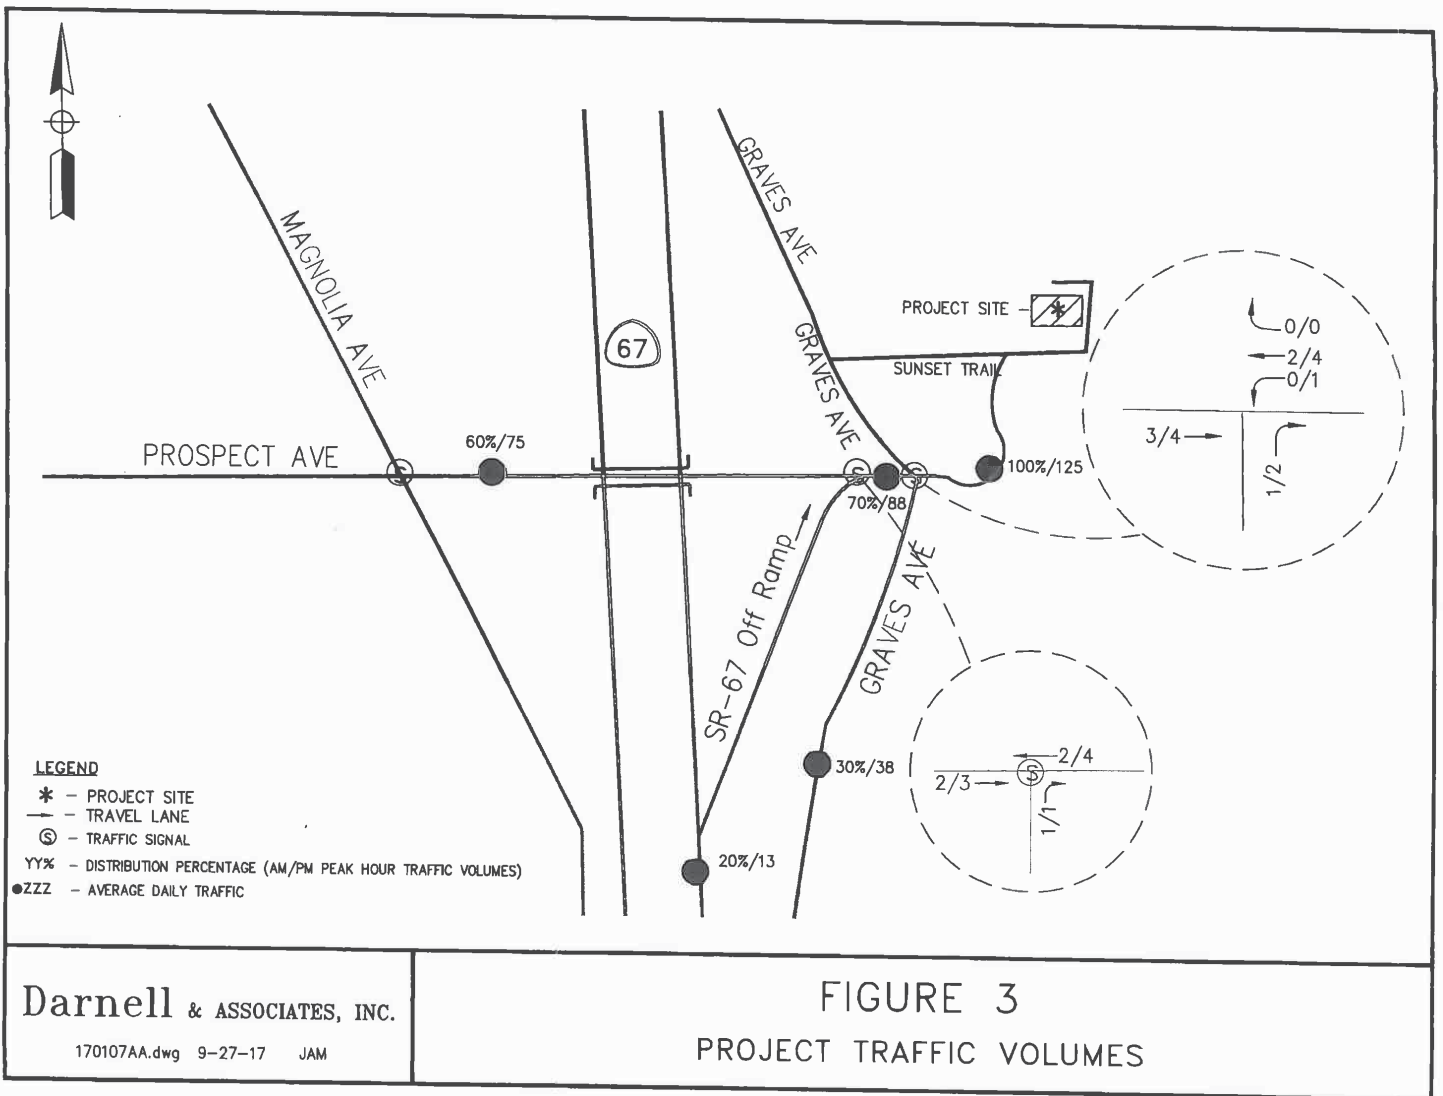 GRAVES AVE
MAGNOLIA AVE
PROJECT SITE
67
GRAVES AVE
SUNSET TRAIL
0/0
2/4
0/1
3/4
1/2
PROSPECT AVE
60%/75
S
S
S
70%/88
100%/125
SR-67 Off Ramp
GRAVES AVE
30%/38
20%/13
2/4
2/3
S
1/1
LEGEND
* - PROJECT SITE
- TRAVEL LANE
S - TRAFFIC SIGNAL
YY% - DISTRIBUTION PERCENTAGE (AM/PM PEAK HOUR TRAFFIC VOLUMES)
ZZZ - AVERAGE DAILY TRAFFIC
Darnell & ASSOCIATES, INC.
170107AA.dwg 9-27-17 JAM
FIGURE 3
PROJECT TRAFFIC VOLUMES